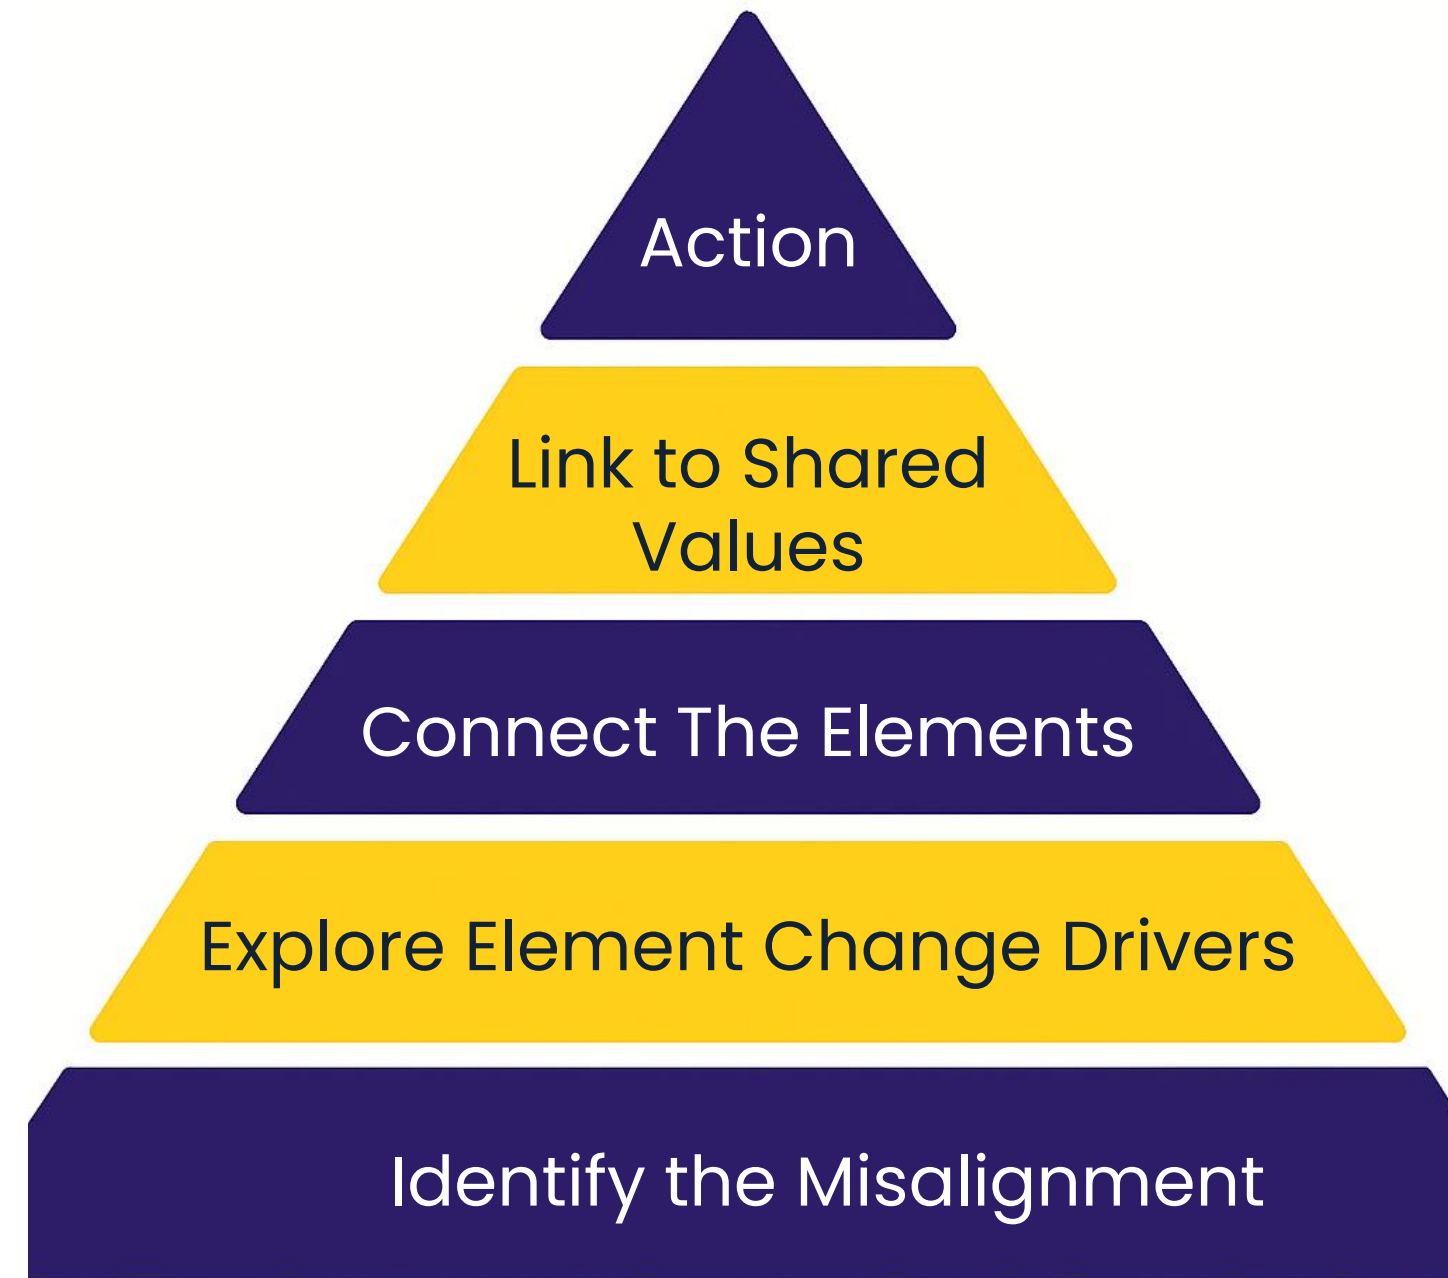 Action
Link to Shared
Values
Connect The Elements
Explore Element Change Drivers
Identify the Misalignment